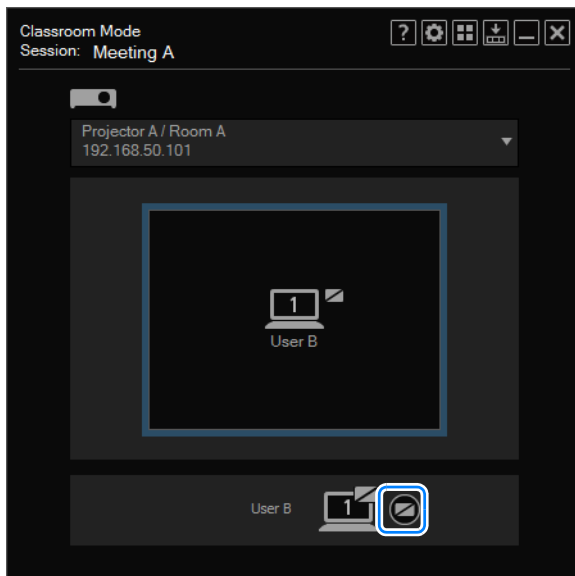 Classroom Mode
Session: Meeting A
?
Projector A / Room A
192.168.50.101
1
User B
User B
1